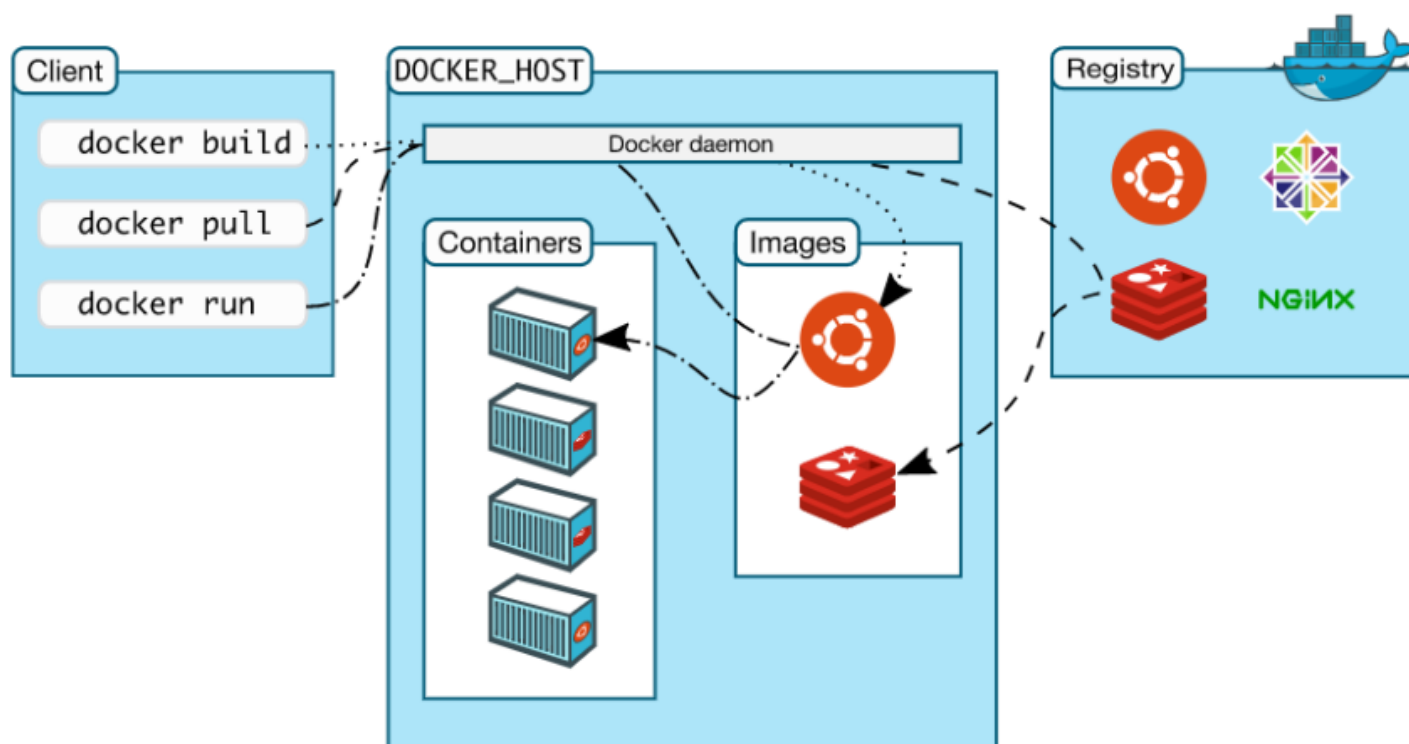 Client
docker build
docker pull
docker run
DOCKER_HOST
Docker daemon
Containers
Images
Registry
NGINX